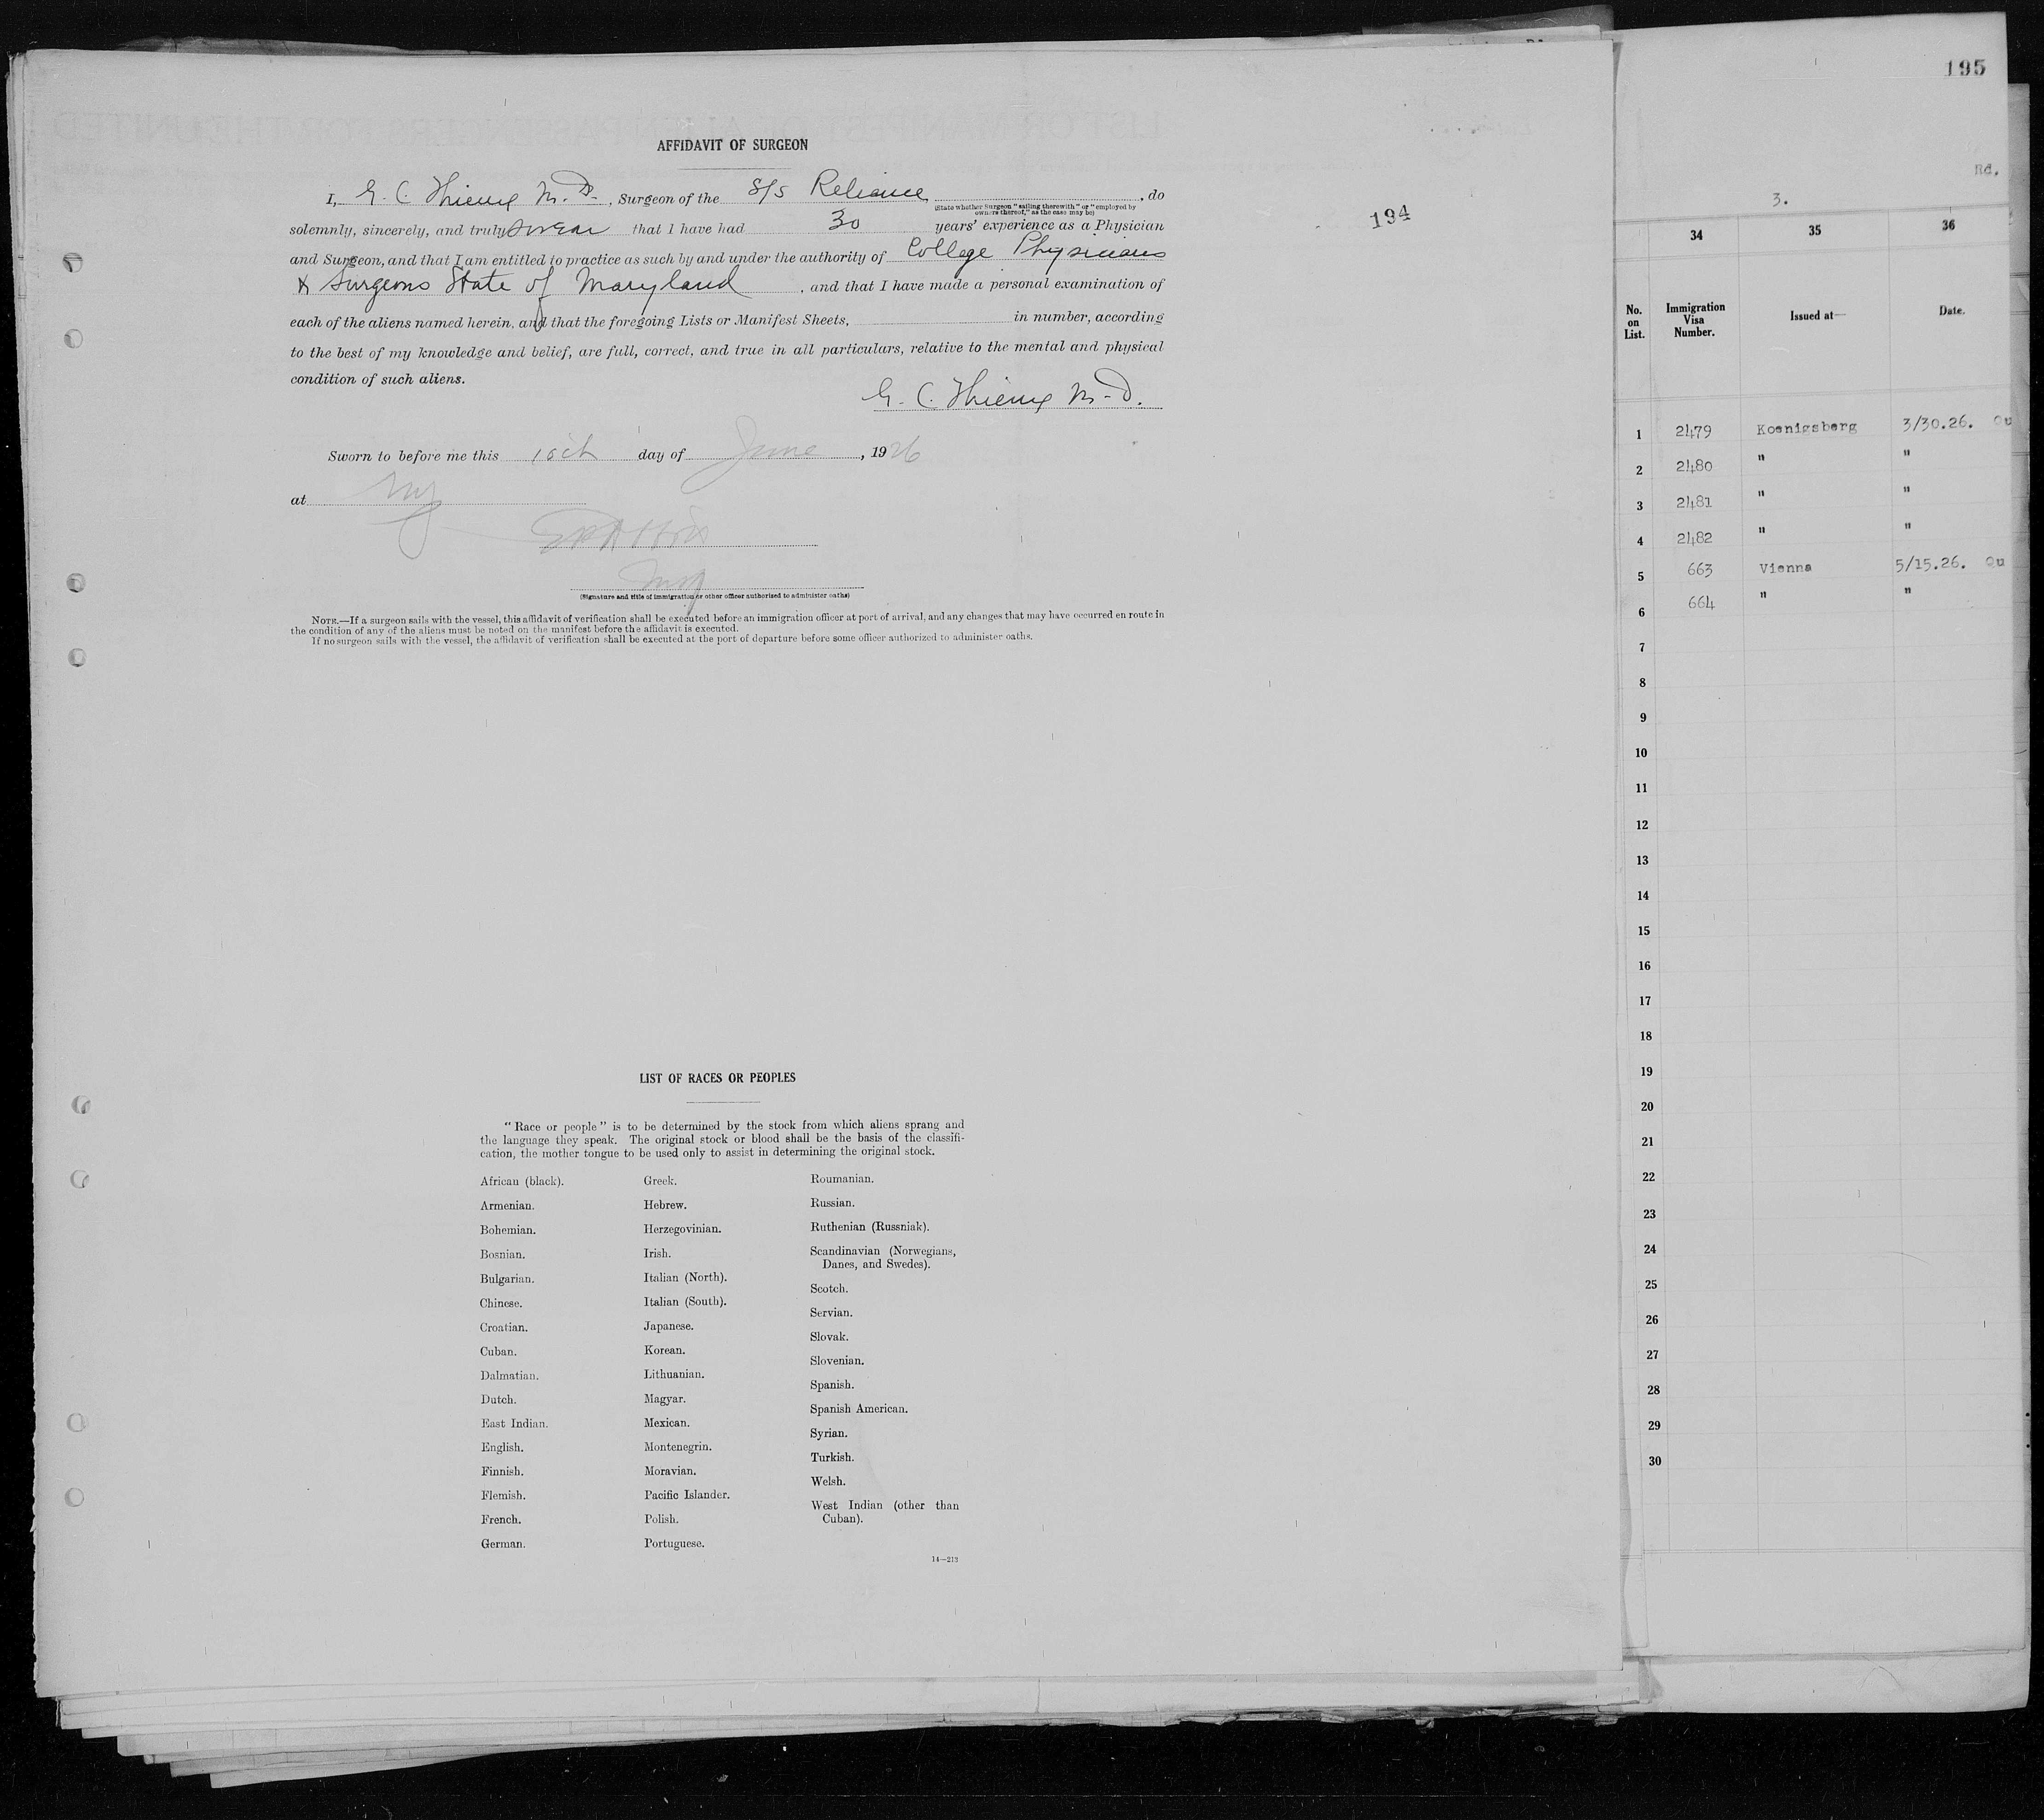 195
Rd.
3.
194
AFFIDAVIT OF SURGEON
I, G. C. M.D., Surgeon of the S/S Reliance, do
(State whether Surgeon "sailing therewith" or "employed by
owners thereof," as the case may be)
solemnly, sincerely, and truly swear that I have had 30 years' experience as a Physician
and Surgeon, and that I am entitled to practice as such by and under the authority of College Physicians
& Surgeons State of Maryland, and that I have made a personal examination of
each of the aliens named herein, and that the foregoing Lists or Manifest Sheets, in number, according
to the best of my knowledge and belief, are full, correct, and true in all particulars, relative to the mental and physical
condition of such aliens.
G. C. M.D.
Sworn to before me this day of June, 1926
at NY
(Signature and title of immigration or other officer authorized to administer oaths)
NOTE.—If a surgeon sails with the vessel, this affidavit of verification shall be executed before an immigration officer at port of arrival, and any changes that may have occurred en route in
the condition of any of the aliens must be noted on the manifest before the affidavit is executed.
If no surgeon sails with the vessel, the affidavit of verification shall be executed at the port of departure before some officer authorized to administer oaths.
LIST OF RACES OR PEOPLES
"Race or people" is to be determined by the stock from which aliens sprang and
the language they speak. The original stock or blood shall be the basis of the classifi-
cation, the mother tongue to be used only to assist in determining the original stock.
African (black).
Armenian.
Bohemian.
Bosnian.
Bulgarian.
Chinese.
Croatian.
Cuban.
Dalmatian.
Dutch.
East Indian.
English.
Finnish.
Flemish.
French.
German.
Greek.
Hebrew.
Herzegovinian.
Irish.
Italian (North).
Italian (South).
Japanese.
Korean.
Lithuanian.
Magyar.
Mexican.
Montenegrin.
Moravian.
Pacific Islander.
Polish.
Portuguese.
Roumanian.
Russian.
Ruthenian (Russniak).
Scandinavian (Norwegians,
Danes, and Swedes).
Scotch.
Servian.
Slovak.
Slovenian.
Spanish.
Spanish American.
Syrian.
Turkish.
Welsh.
West Indian (other than
Cuban).
14—213
34 35 36
No. on List. Immigration Visa Number. Issued at— Date.
1 2479 Koenigsberg 3/30.26. Qu
2 2480 " "
3 2481 " "
4 2482 " "
5 663 Vienna 5/15.26. Qu
6 664 " "
7
8
9
10
11
12
13
14
15
16
17
18
19
20
21
22
23
24
25
26
27
28
29
30